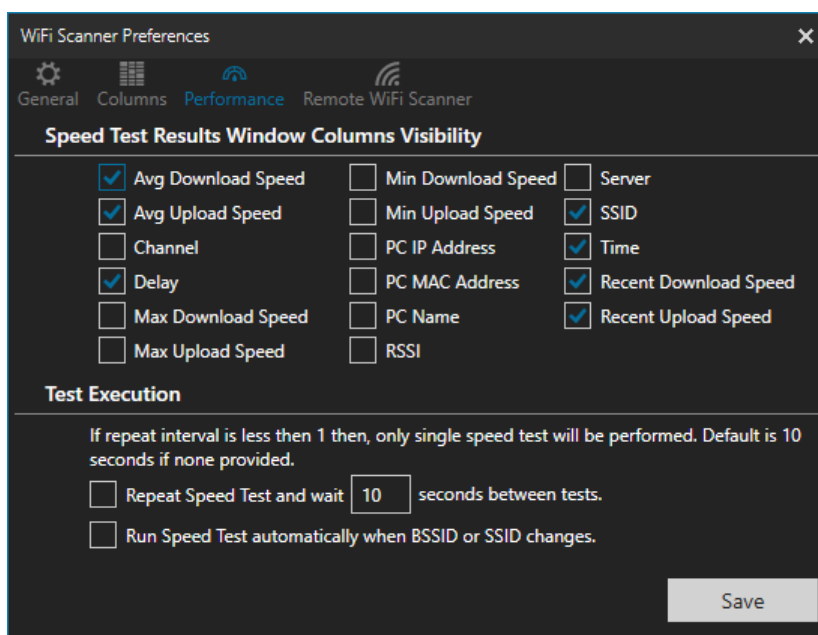 WiFi Scanner Preferences
General Columns Performance Remote WiFi Scanner
Speed Test Results Window Columns Visibility
Avg Download Speed Min Download Speed Server
Avg Upload Speed Min Upload Speed SSID
Channel PC IP Address Time
Delay PC MAC Address Recent Download Speed
Max Download Speed PC Name Recent Upload Speed
Max Upload Speed RSSI
Test Execution
If repeat interval is less then 1 then, only single speed test will be performed. Default is 10
seconds if none provided.
Repeat Speed Test and wait 10 seconds between tests.
Run Speed Test automatically when BSSID or SSID changes.
Save